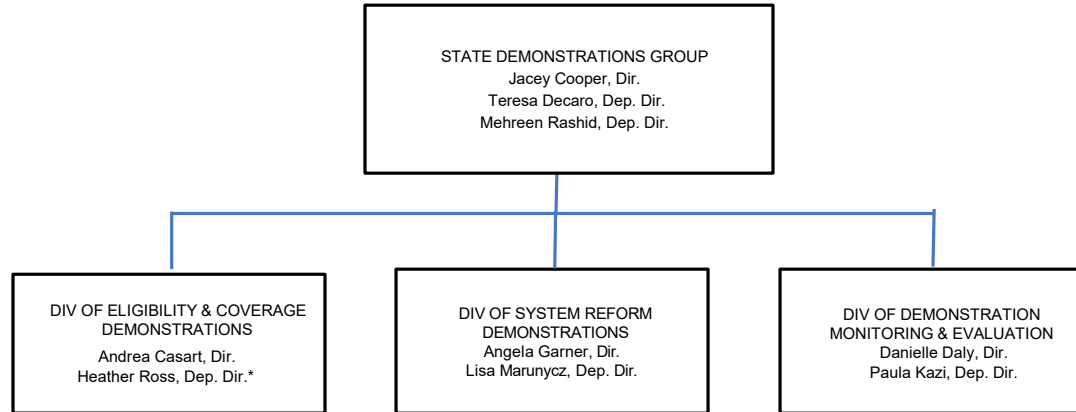 STATE DEMONSTRATIONS GROUP
Jacey Cooper, Dir.
Teresa Decaro, Dep. Dir.
Mehreen Rashid, Dep. Dir.
DIV OF ELIGIBILITY & COVERAGE
DEMONSTRATIONS
Andrea Casart, Dir.
Heather Ross, Dep. Dir.*
DIV OF SYSTEM REFORM
DEMONSTRATIONS
Angela Garner, Dir.
Lisa Marunycz, Dep. Dir.
DIV OF DEMONSTRATION
MONITORING & EVALUATION
Danielle Daly, Dir.
Paula Kazi, Dep. Dir.